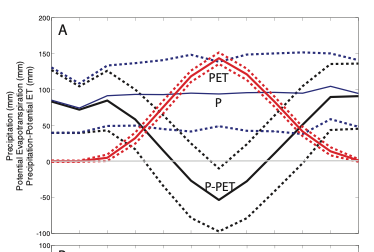 A
200
150
100
50
0
-50
-100
100
Precipitation (mm)
Potential Evapotranspiration (mm)
Precipitation-Potential ET (mm)
PET
P
P-PET